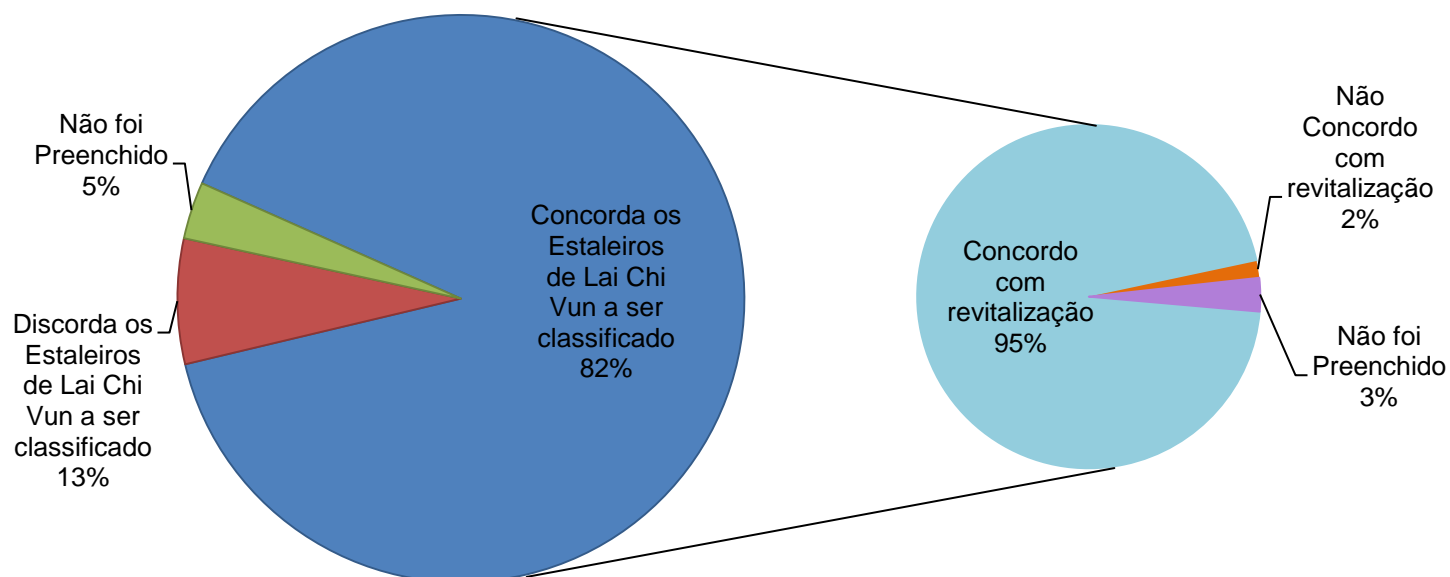 Não foi
Preenchido
5%
Discorda os
Estaleiros
de Lai Chi
Vun a ser
classificado
13%
Concorda os
Estaleiros
de Lai Chi
Vun a ser
classificado
82%
Concordo
com
revitalização
95%
Não
Concordo
com
revitalização
2%
Não foi
Preenchido
3%